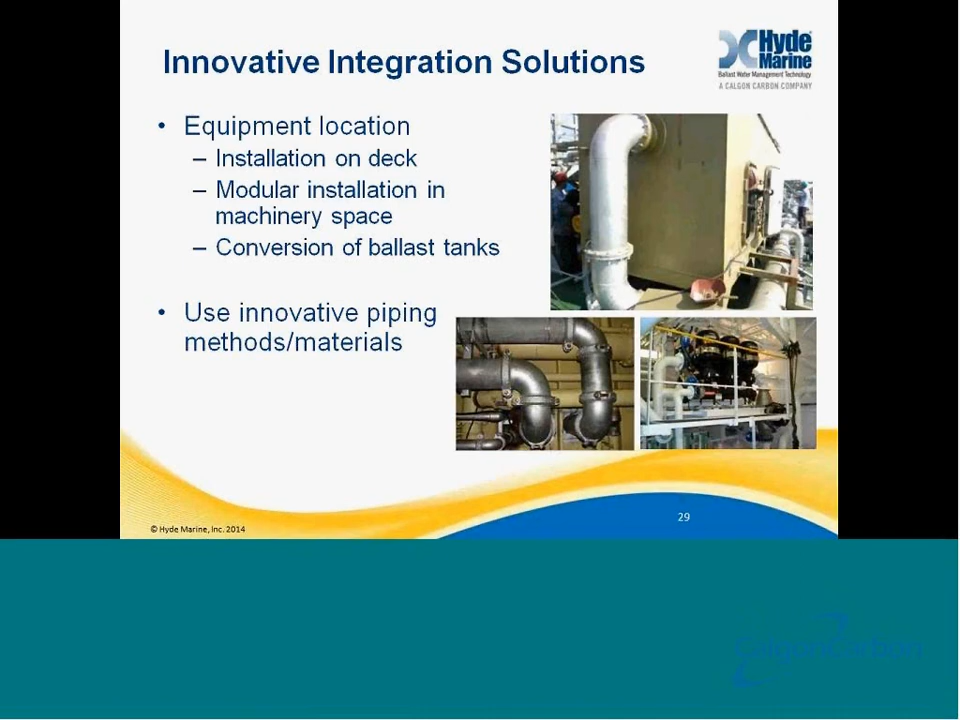 Innovative Integration Solutions
Hyde
Marine
Ballast Water Management Technology
A CALGON CARBON COMPANY
• Equipment location
– Installation on deck
– Modular installation in
machinery space
– Conversion of ballast tanks
• Use innovative piping
methods/materials
29
© Hyde Marine, Inc. 2014
CalgonCarbon